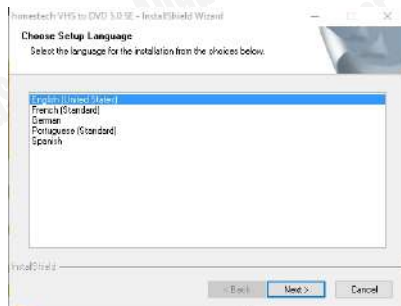 homestech VHS to DVD 5.0 SE - InstallShield Wizard
Choose Setup Language
Select the language for the installation from the choices below.
English (United States)
French (Standard)
German
Portuguese (Standard)
Spanish
InstallShield
< Back
Next >
Cancel